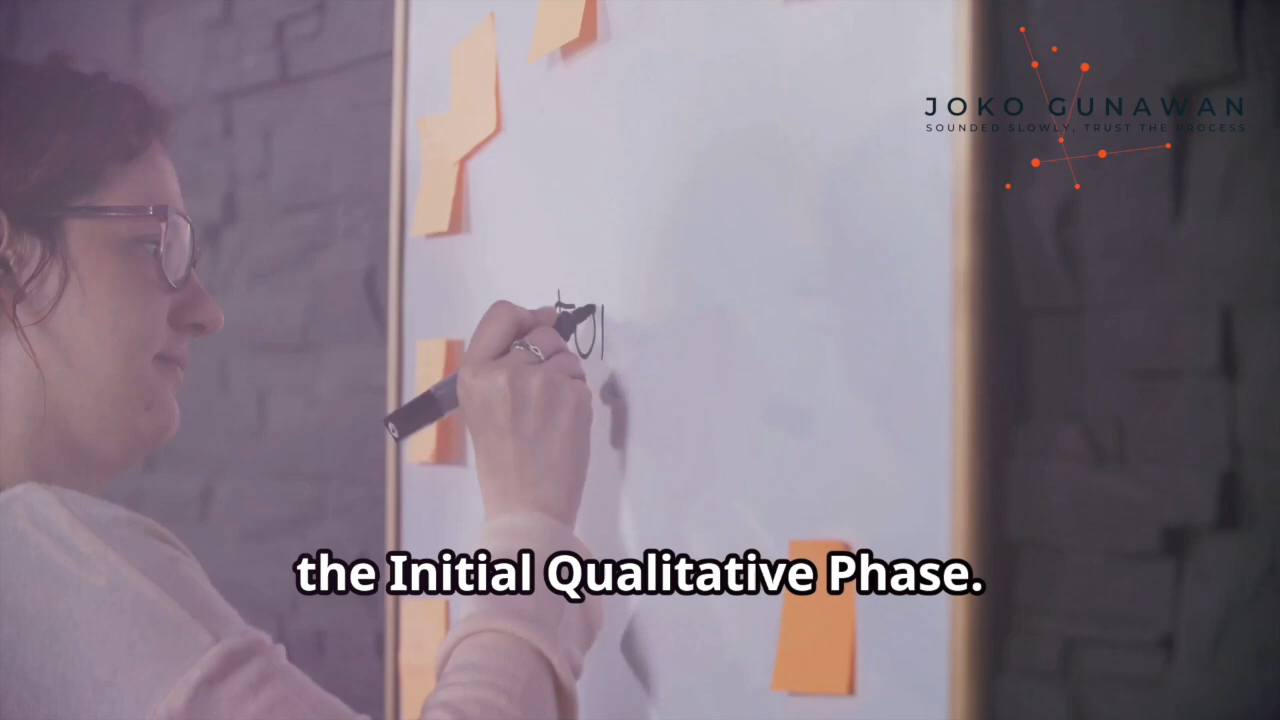 JOKO GUNAWAN
SOUNDED SLOWLY, TRUST THE PROCESS
the Initial Qualitative Phase.